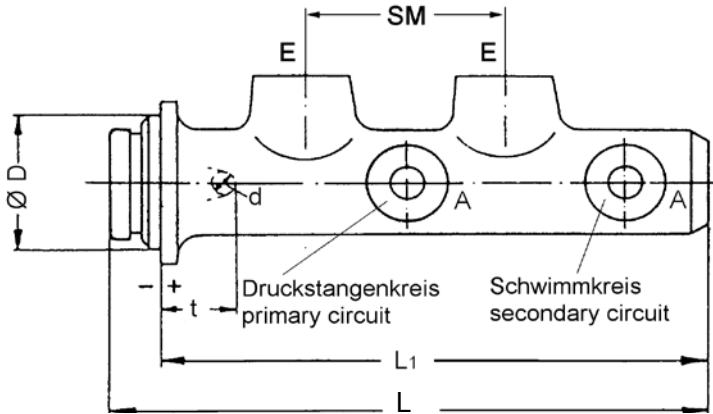 SM
E
E
Ø D
d
A
A
– +
t
Druckstangenkreis
primary circuit
Schwimmkreis
secondary circuit
L1
L